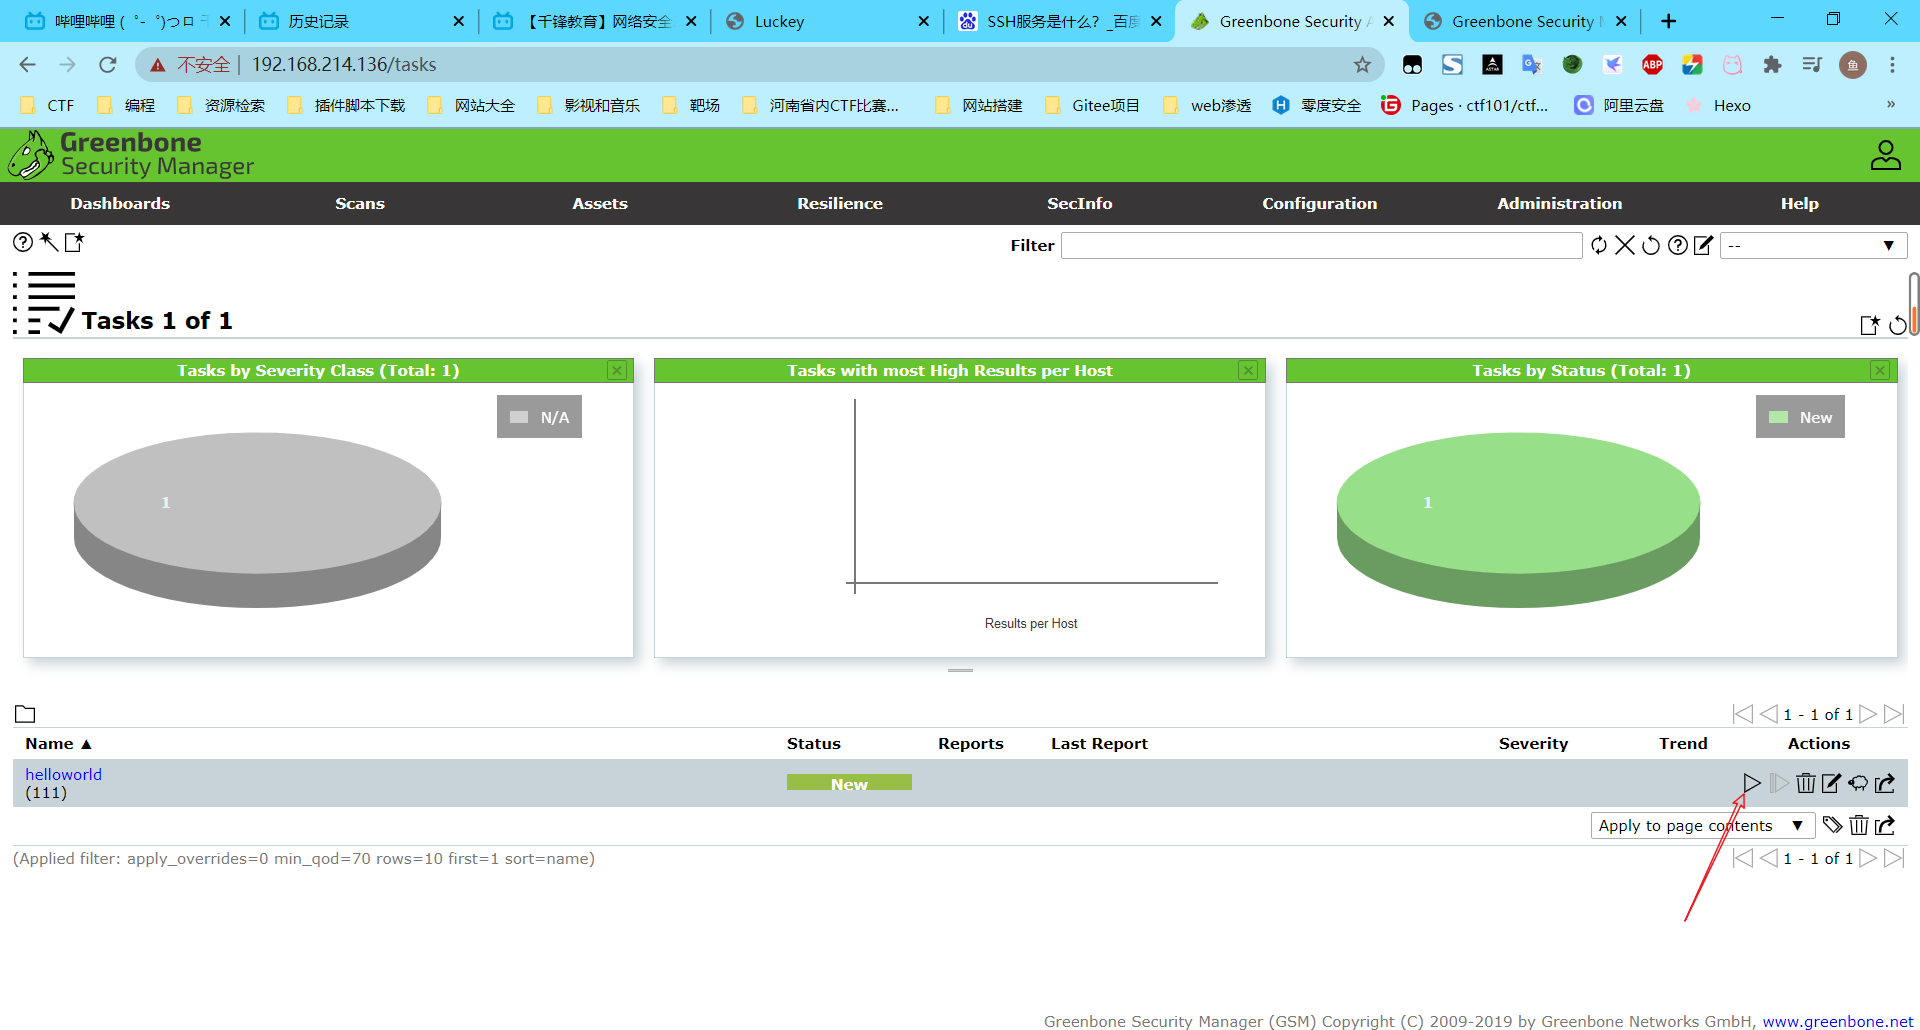 哔哩哔哩 ( ゜- ゜)つロ
历史记录
【千锋教育】网络安全
Luckey
SSH服务是什么？_百度
Greenbone Security A
Greenbone Security M
不安全 | 192.168.214.136/tasks
CTF 编程 资源检索 插件脚本下载 网站大全 影视和音乐 靶场 河南省内CTF比赛... 网站搭建 Gitee项目 web渗透 零度安全 Pages · ctf101/ctf... 阿里云盘 Hexo »
Greenbone
Security Manager
Dashboards Scans Assets Resilience SecInfo Configuration Administration Help
Filter --
Tasks 1 of 1
Tasks by Severity Class (Total: 1)
N/A
1
Tasks with most High Results per Host
Results per Host
Tasks by Status (Total: 1)
New
1
1 - 1 of 1
Name ▲ Status Reports Last Report Severity Trend Actions
helloworld
(111)
New
Apply to page contents ▼
(Applied filter: apply_overrides=0 min_qod=70 rows=10 first=1 sort=name)
1 - 1 of 1
Greenbone Security Manager (GSM) Copyright (C) 2009-2019 by Greenbone Networks GmbH, www.greenbone.net